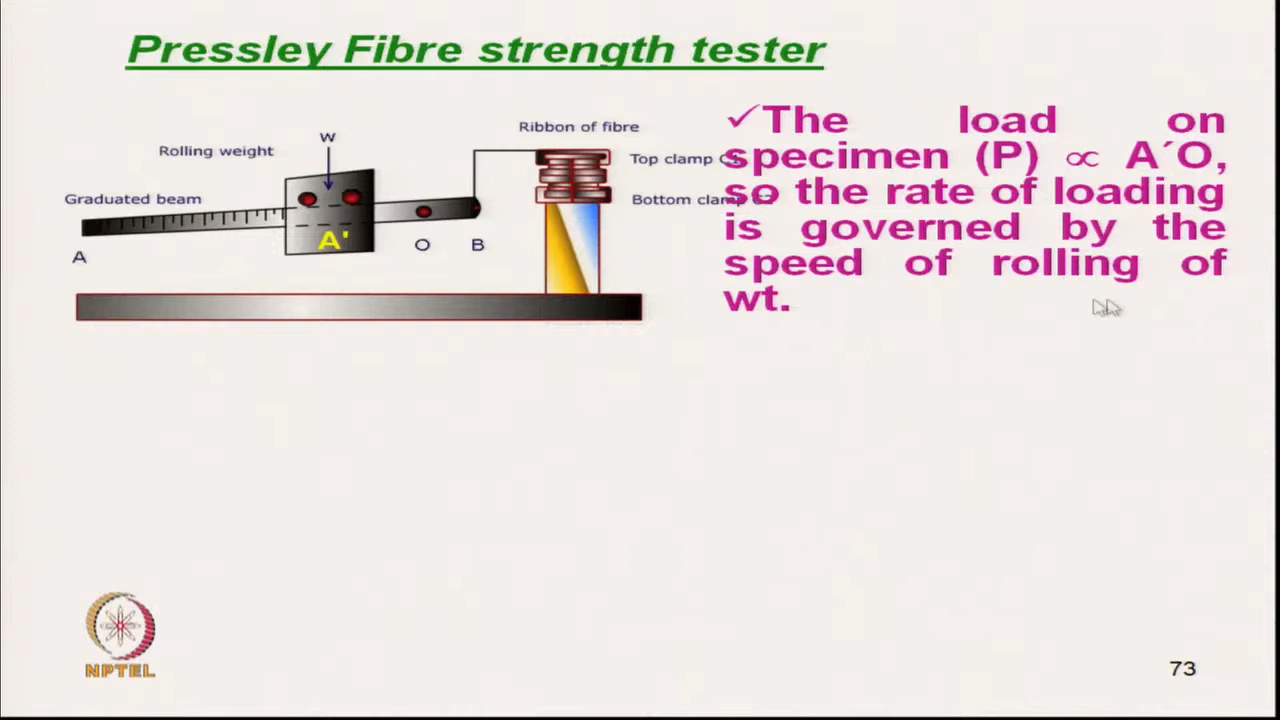 Pressley Fibre strength tester
W
Rolling weight
Graduated beam
A
A'
O
B
Ribbon of fibre
Top clamp
Bottom clamp
✓The load on
specimen (P) ∝ A´O,
so the rate of loading
is governed by the
speed of rolling of
wt.
NPTEL
73